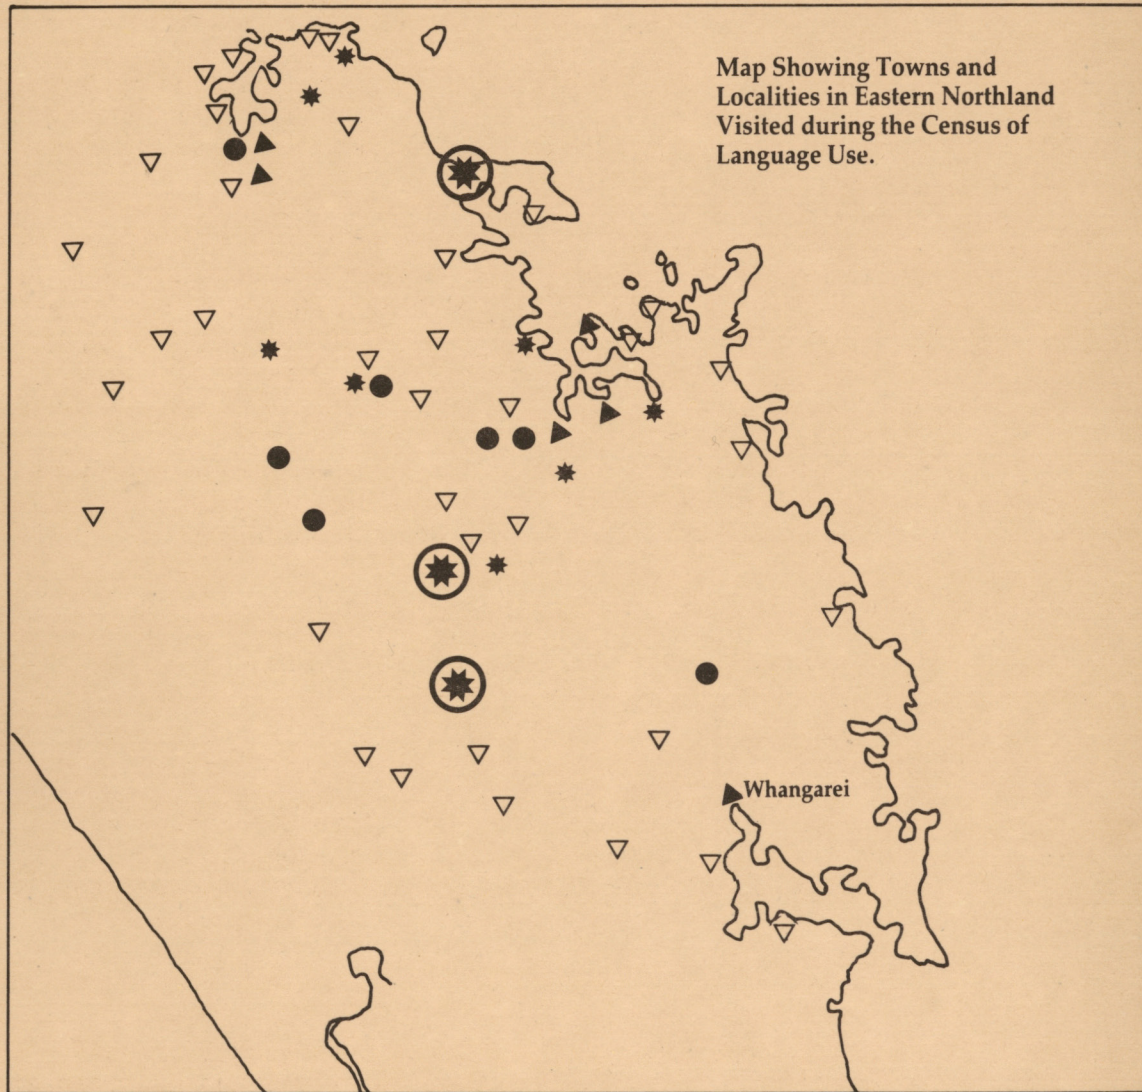 Map Showing Towns and
Localities in Eastern Northland
Visited during the Census of
Language Use.
Whangarei